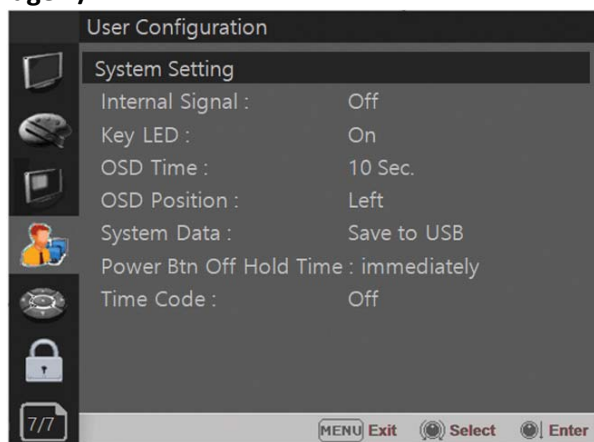 User Configuration
System Setting
Internal Signal : Off
Key LED : On
OSD Time : 10 Sec.
OSD Position : Left
System Data : Save to USB
Power Btn Off Hold Time : immediately
Time Code : Off
7/7
MENU Exit Select Enter